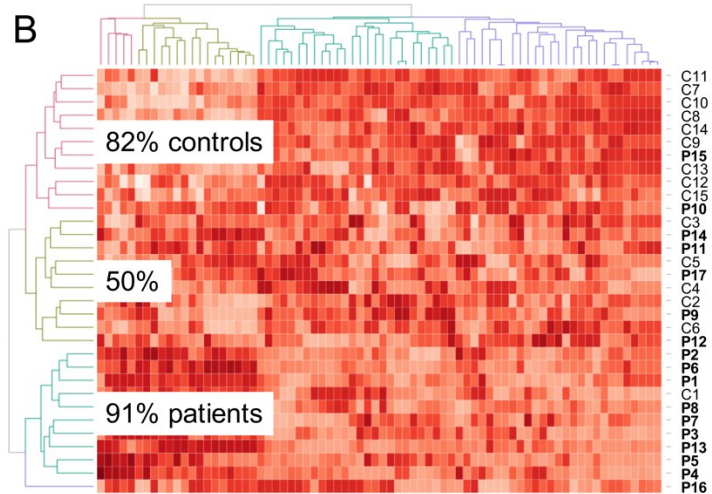 B
C11
C7
C10
C8
C14
82% controls
C9
P15
C13
C12
C15
P10
C3
P14
P11
C5
50%
P17
C4
C2
P9
C6
P12
P2
P6
P1
C1
91% patients
P8
P7
P3
P13
P5
P4
P16